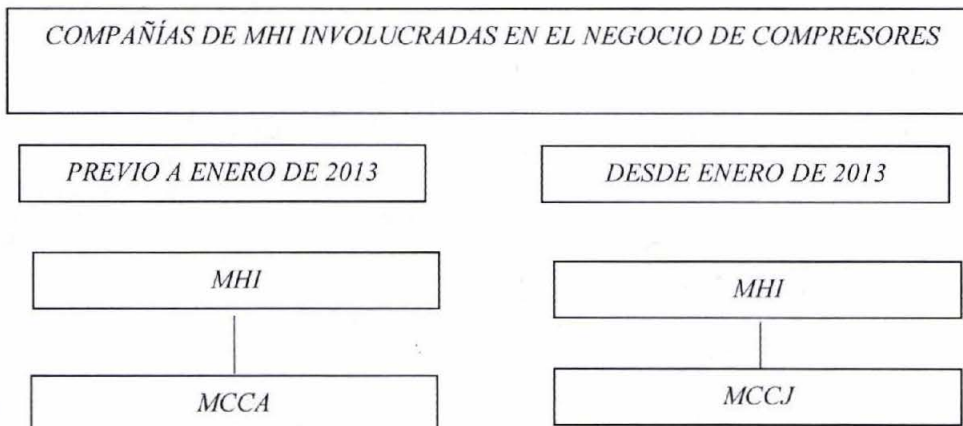 COMPAÑÍAS DE MHI INVOLUCRADAS EN EL NEGOCIO DE COMPRESORES
PREVIO A ENERO DE 2013
DESDE ENERO DE 2013
MHI
MHI
MCCA
MCCJ